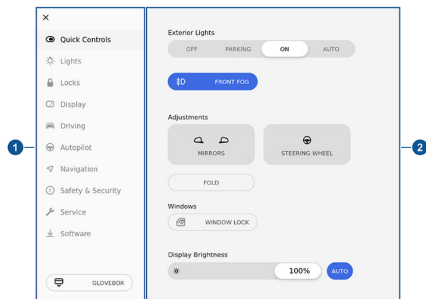 Quick Controls
Lights
Locks
Display
Driving
Autopilot
Navigation
Safety & Security
Service
Software
GLOVEBOX
1
Exterior Lights
OFF PARKING ON AUTO
FRONT FOG
Adjustments
MIRRORS STEERING WHEEL
FOLD
Windows
WINDOW LOCK
Display Brightness
100% AUTO
2